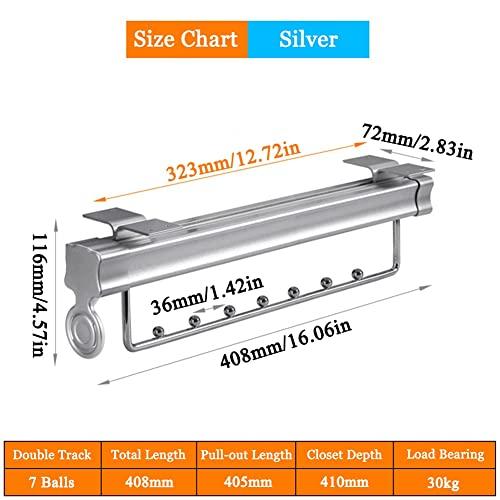 Size Chart Silver
72mm/2.83in
323mm/12.72in
116mm/4.57in
36mm/1.42in
408mm/16.06in
Double Track Total Length Pull-out Length Closet Depth Load Bearing
7 Balls 408mm 405mm 410mm 30kg